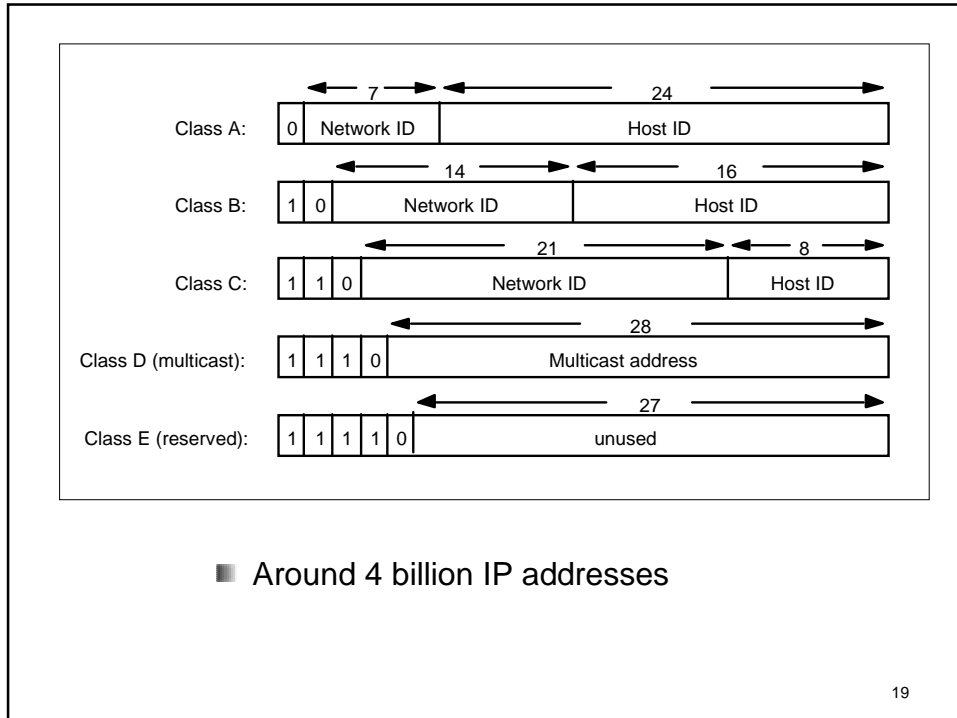 7 24
Class A: 0 Network ID Host ID
14 16
Class B: 1 0 Network ID Host ID
21 8
Class C: 1 1 0 Network ID Host ID
28
Class D (multicast): 1 1 1 0 Multicast address
27
Class E (reserved): 1 1 1 1 0 unused
Around 4 billion IP addresses
19